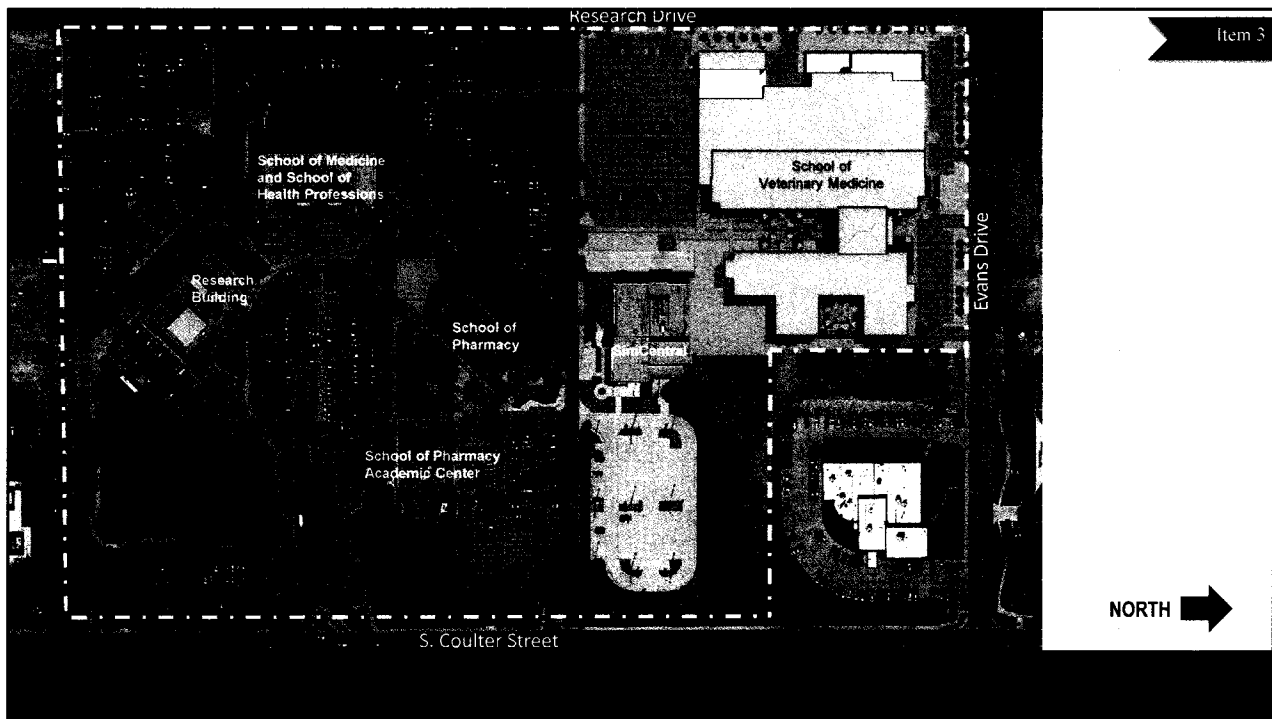 Research Drive
Item 3
School of Medicine
and School of
Health Professions
School of
Veterinary Medicine
Research
Building
Evans Drive
School of
Pharmacy
SimCentral
School of Pharmacy
Academic Center
NORTH
S. Coulter Street